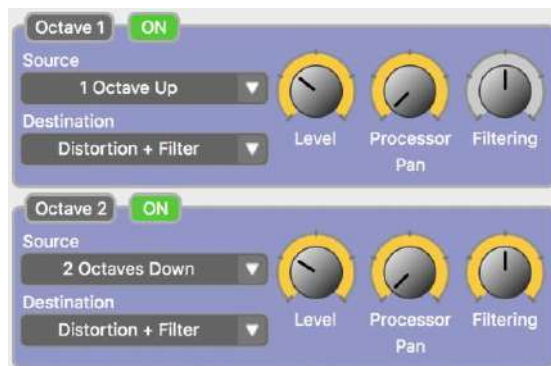 Octave 1 ON
Source
1 Octave Up
Destination
Distortion + Filter
Level Processor Filtering
Pan
Octave 2 ON
Source
2 Octaves Down
Destination
Distortion + Filter
Level Processor Filtering
Pan